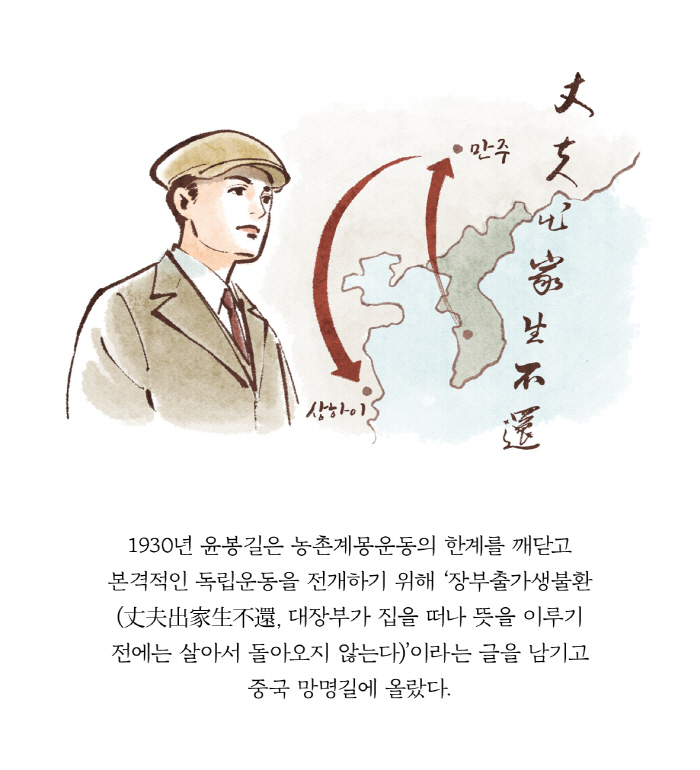 丈夫出家生不還
만주
상하이
1930년 윤봉길은 농촌계몽운동의 한계를 깨닫고
본격적인 독립운동을 전개하기 위해 ‘장부출가생불환
(丈夫出家生不還, 대장부가 집을 떠나 뜻을 이루기
전에는 살아서 돌아오지 않는다)’이라는 글을 남기고
중국 망명길에 올랐다.